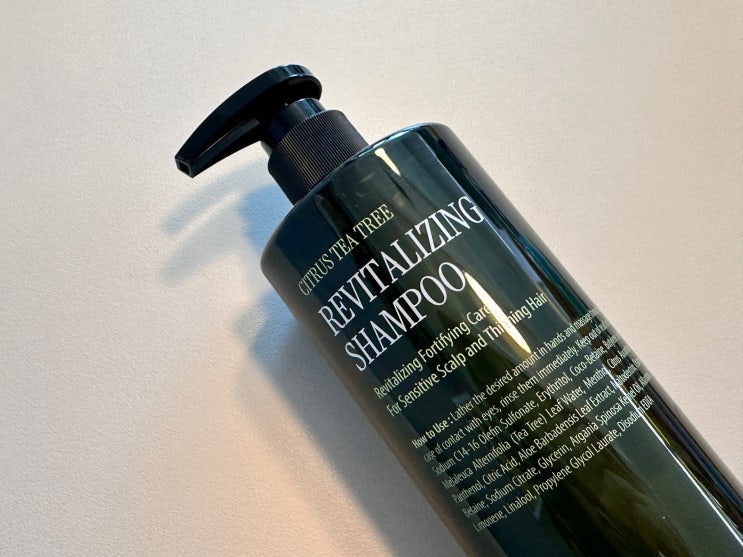 CITRUS TEA TREE
REVITALIZING
SHAMPOO
Revitalizing Fortifying Care
For Sensitive Scalp and Thinning Hair
How to Use : Lather the desired amount in hands and massage
case of contact with eyes, rinse them immediately. Keep out of
Sodium C14-16 Olefin Sulfonate, Erythritol, Coco-Betaine,
Melaleuca Alternifolia (Tea Tree) Leaf Water, Menthol, Citrus
Panthenol, Citric Acid, Aloe Barbadensis Leaf Extract,
Betaine, Sodium Citrate, Glycerin, Argania Spinosa Kernel Oil,
Limonene, Linalool, Propylene Glycol Laurate, Disodium EDTA